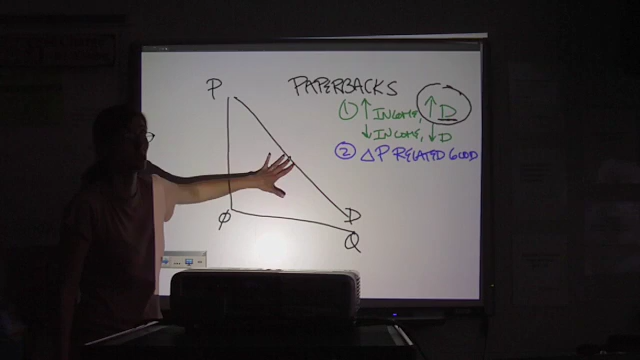 P
PAPERBACKS
① ↑ INCOME, ↑ D
↓ INCOME, ↓ D
② △P RELATED GOOD
Ø
D
Q